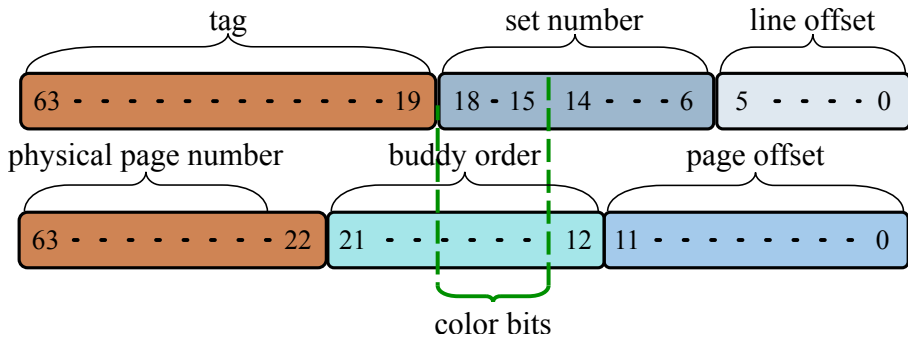 tag set number line offset
63 - - - - - - - - - - - - - 19 18 - 15 14 - - - 6 5 - - - - 0
physical page number buddy order page offset
63 - - - - - - - - 22 21 - - - - - - 12 11 - - - - - - - - 0
color bits